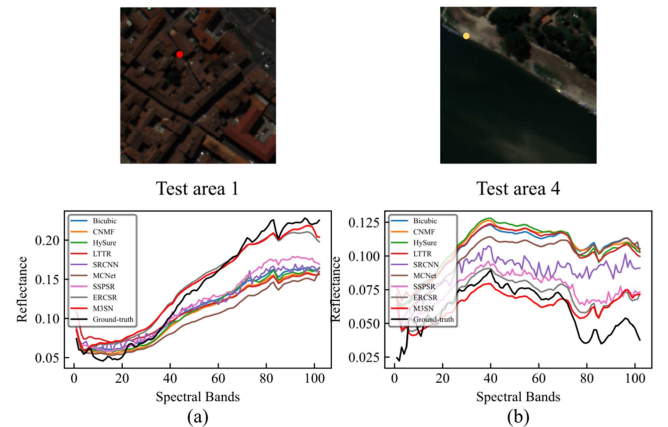 Test area 1
Test area 4
Reflectance
0.20
0.15
0.10
0.05
Bicubic
CNMF
HySure
LTTR
SRCNN
MCNet
SSPSR
ERCSR
M3SN
Ground-truth
0 20 40 60 80 100
Spectral Bands
(a)
Reflectance
0.125
0.100
0.075
0.050
0.025
Bicubic
CNMF
HySure
LTTR
SRCNN
MCNet
SSPSR
ERCSR
M3SN
Ground-truth
0 20 40 60 80 100
Spectral Bands
(b)